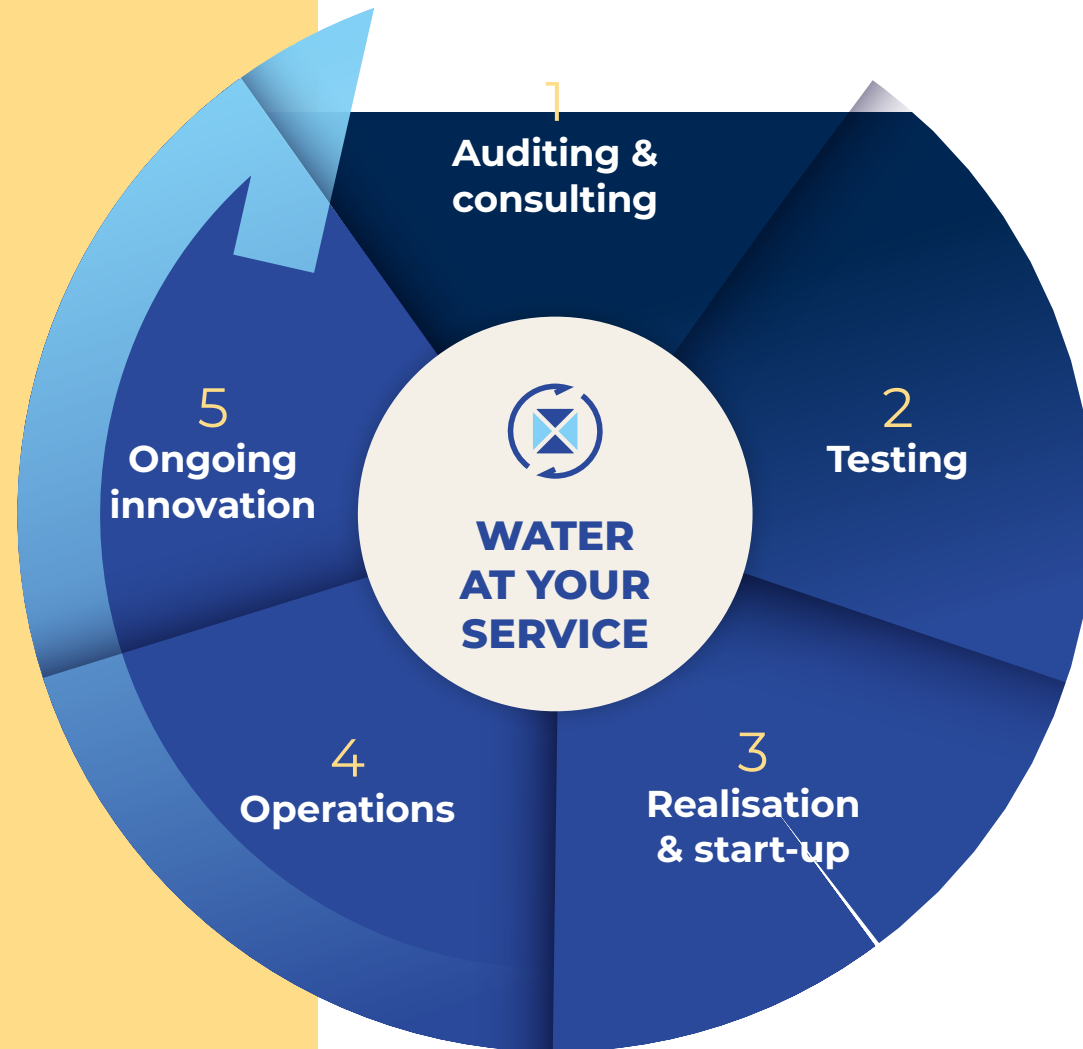 1
Auditing &
consulting
2
Testing
3
Realisation
& start-up
4
Operations
5
Ongoing
innovation
WATER
AT YOUR
SERVICE